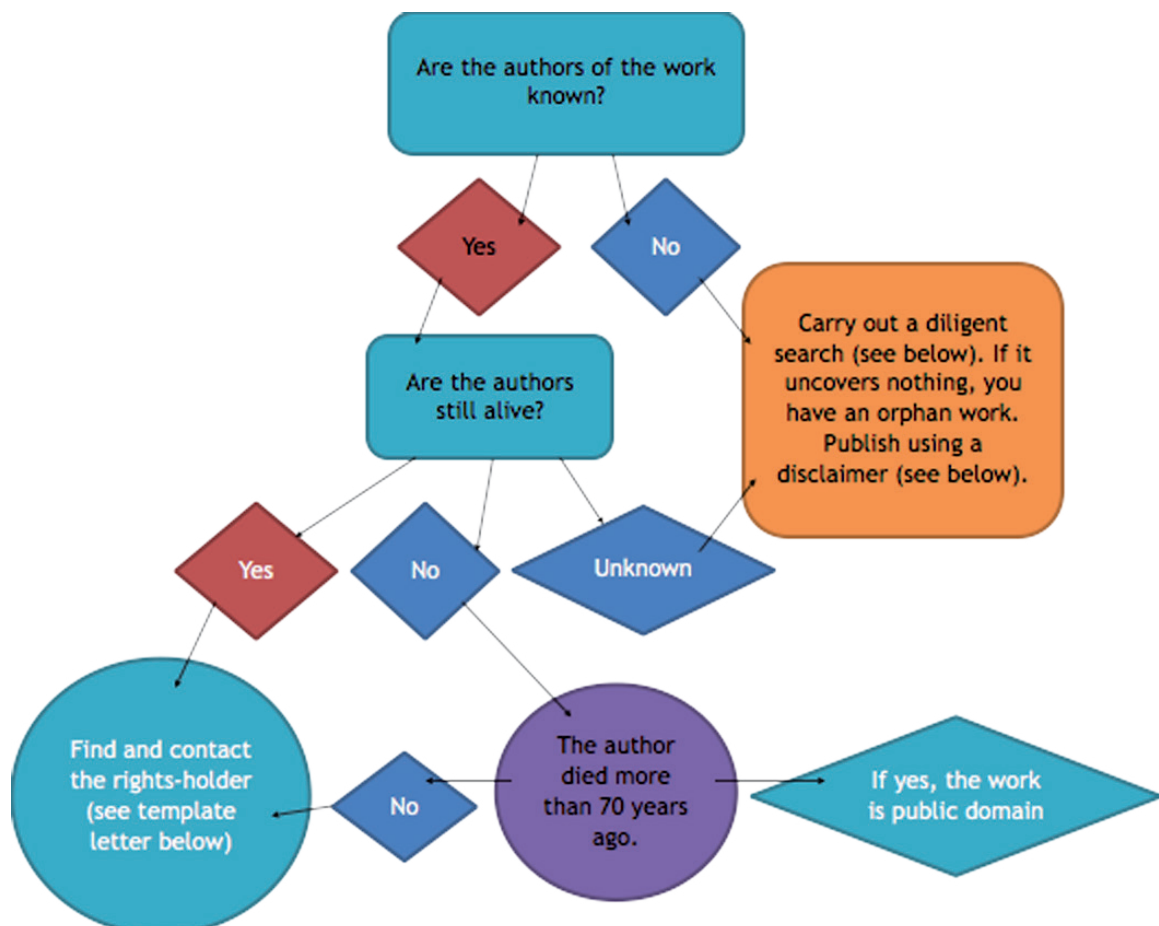 Are the authors of the work
known?
Yes
No
Carry out a diligent
search (see below). If it
uncovers nothing, you
have an orphan work.
Publish using a
disclaimer (see below).
Are the authors
still alive?
Yes
No
Unknown
Find and contact
the rights-holder
(see template
letter below)
No
The author
died more
than 70 years
ago.
If yes, the work
is public domain